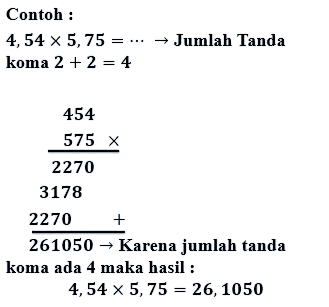 Contoh :
4,54 × 5,75 = ⋯ → Jumlah Tanda
koma 2 + 2 = 4
454
575 ×
2270
3178
2270 +
261050 → Karena jumlah tanda
koma ada 4 maka hasil :
4,54 × 5,75 = 26,1050